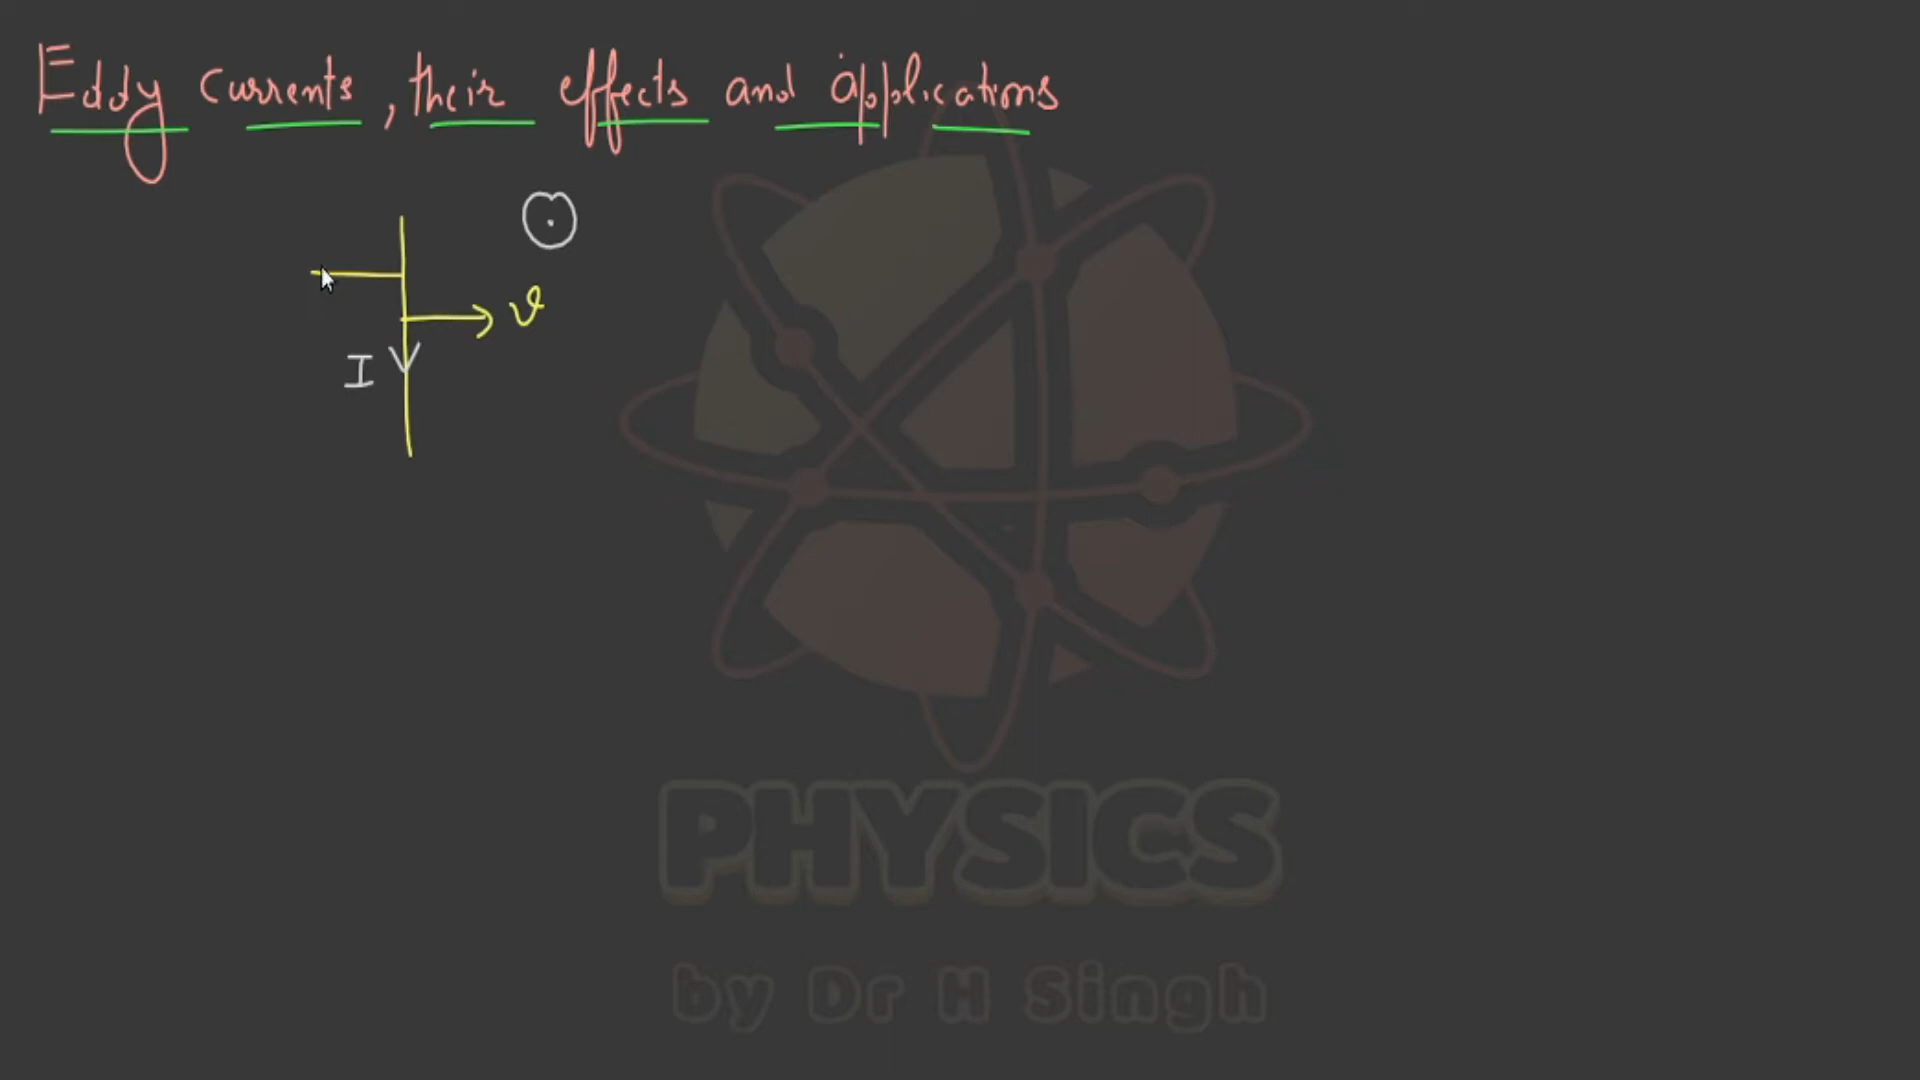 Eddy currents, their effects and applications
v
I
PHYSICS
by Dr H Singh